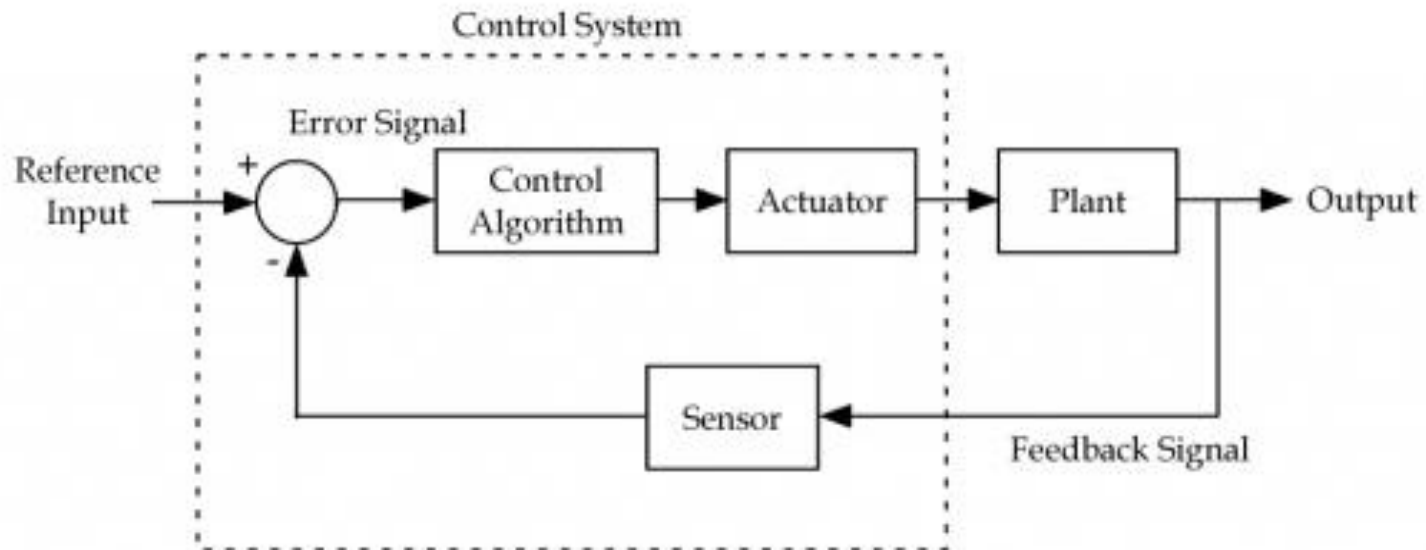 Control System
Error Signal
+
Reference
Input
Control
Algorithm
Actuator
Plant
Output
-
Sensor
Feedback Signal